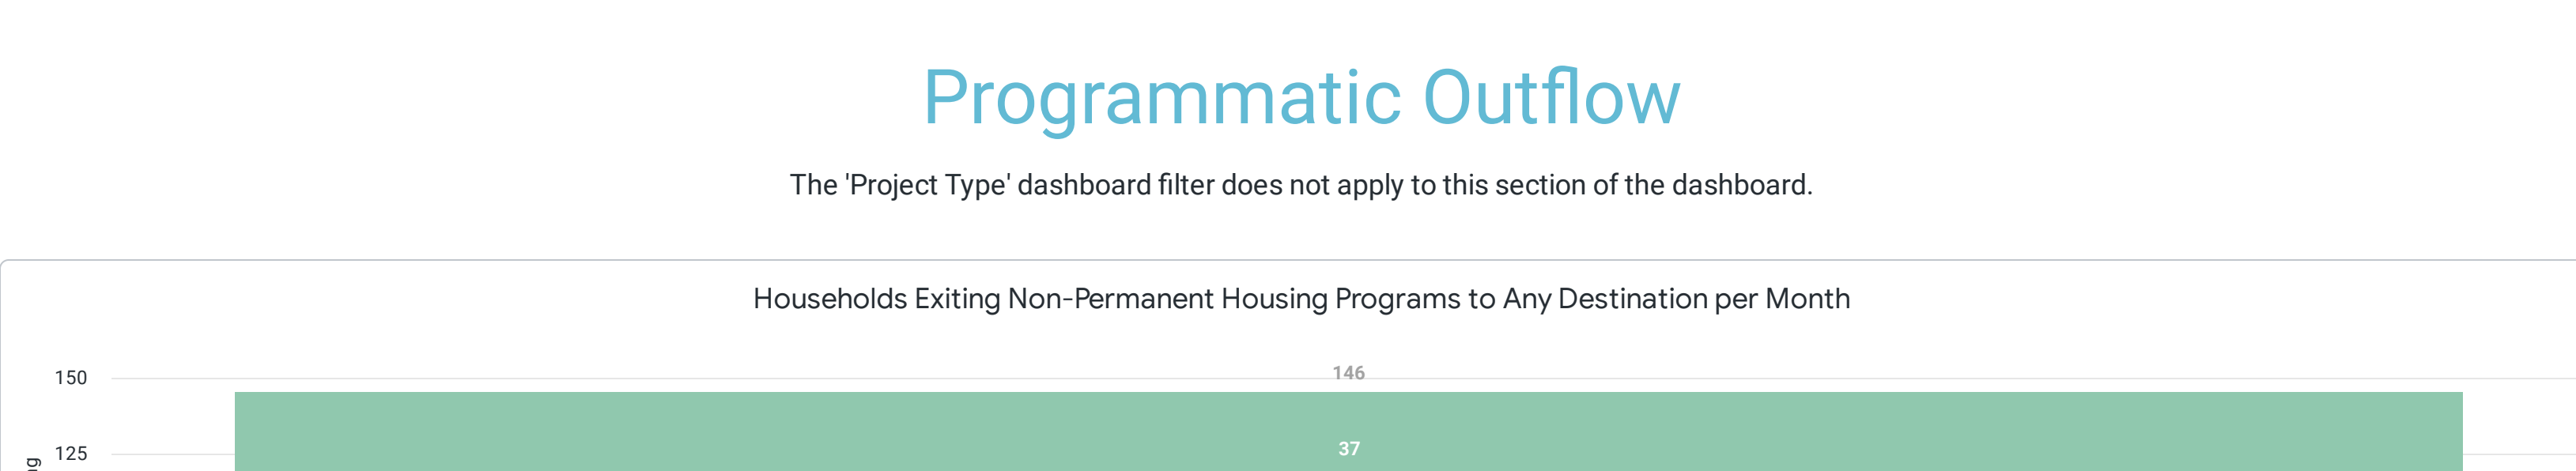 Programmatic Outflow
The 'Project Type' dashboard filter does not apply to this section of the dashboard.
Households Exiting Non-Permanent Housing Programs to Any Destination per Month
146
150
37
125